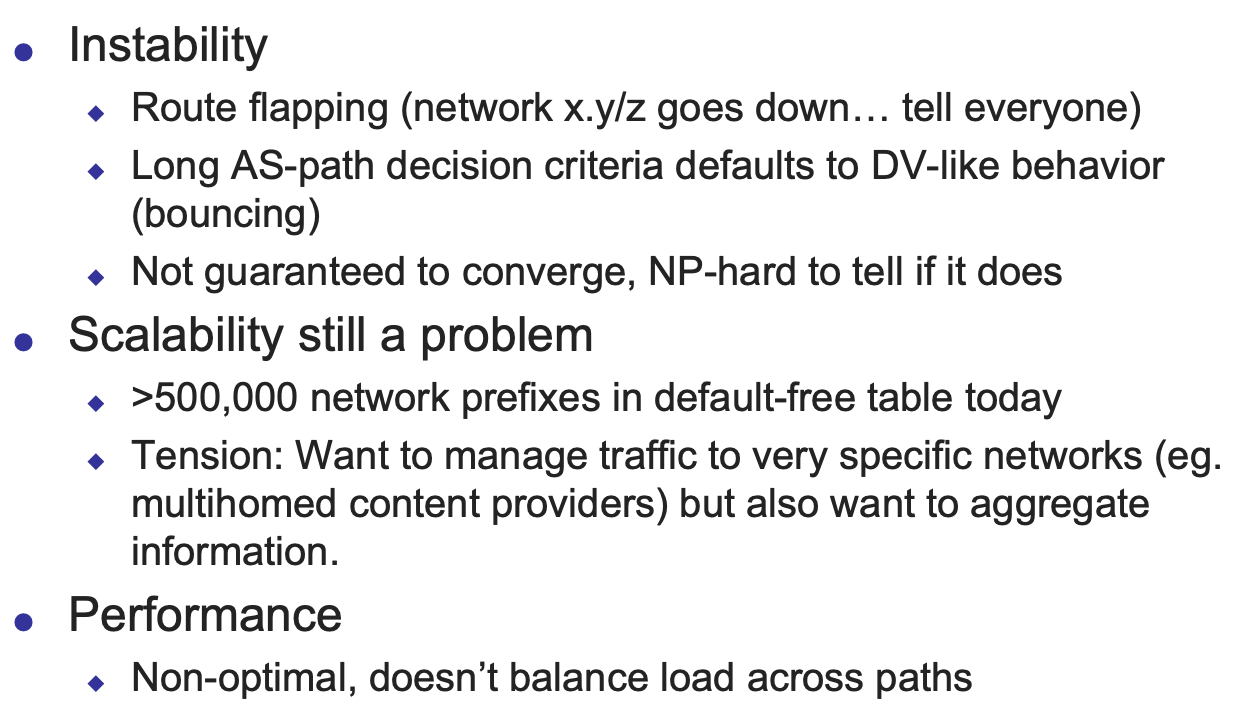 Instability
Route flapping (network x.y/z goes down… tell everyone)
Long AS-path decision criteria defaults to DV-like behavior
(bouncing)
Not guaranteed to converge, NP-hard to tell if it does
Scalability still a problem
>500,000 network prefixes in default-free table today
Tension: Want to manage traffic to very specific networks (eg.
multihomed content providers) but also want to aggregate
information.
Performance
Non-optimal, doesn’t balance load across paths